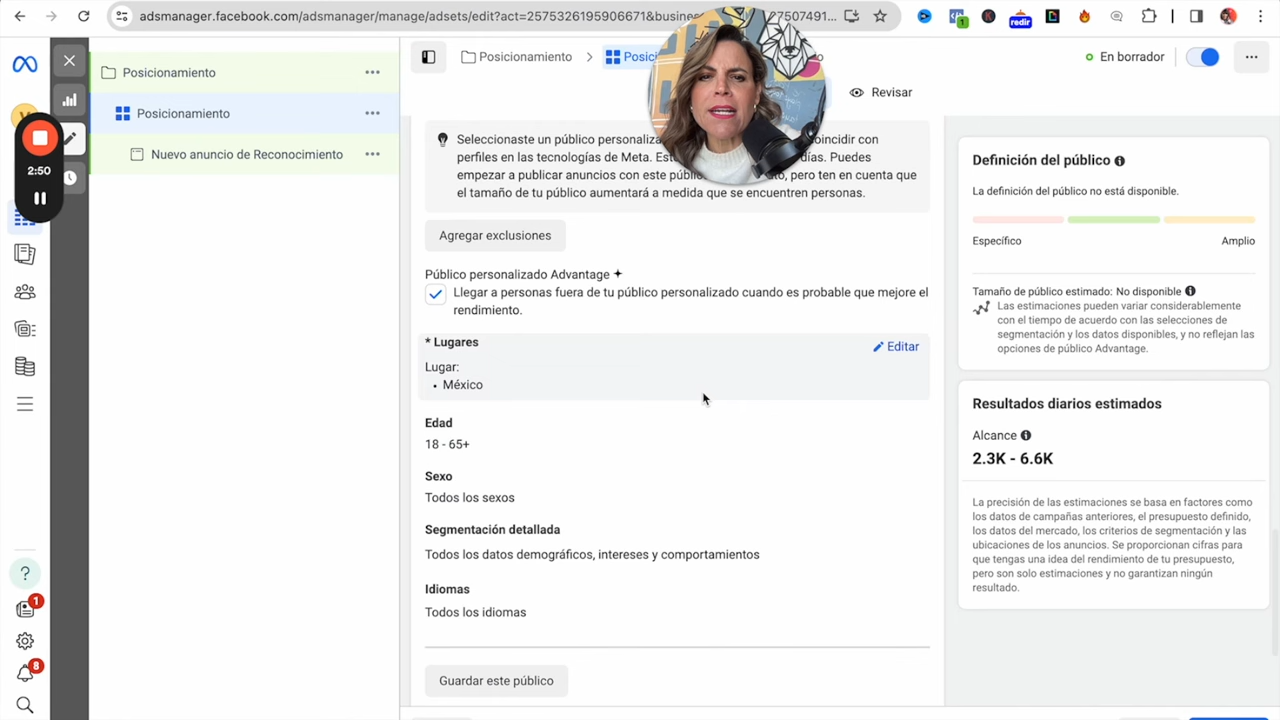 adsmanager.facebook.com/adsmanager/manage/adsets/edit?act=2575326195906671&busines
27507491...
1
redir
Posicionamiento
Posicionamiento
Nuevo anuncio de Reconocimiento
2:50
1
8
Posicionamiento
En borrador
Revisar
Seleccionaste un público personaliza
oincidir con
perfiles en las tecnologías de Meta.
días. Puedes
empezar a publicar anuncios con este
ten en cuenta que
el tamaño de tu público aumentará a medida que se encuentren personas.
Agregar exclusiones
Público personalizado Advantage +
Llegar a personas fuera de tu público personalizado cuando es probable que mejore el
rendimiento.
* Lugares
Editar
Lugar:
• México
Edad
18 - 65+
Sexo
Todos los sexos
Segmentación detallada
Todos los datos demográficos, intereses y comportamientos
Idiomas
Todos los idiomas
Guardar este público
Definición del público
La definición del público no está disponible.
Específico
Amplio
Tamaño de público estimado: No disponible
Las estimaciones pueden variar considerablemente
con el tiempo de acuerdo con las selecciones de
segmentación y los datos disponibles, y no reflejan las
opciones de público Advantage.
Resultados diarios estimados
Alcance
2.3K - 6.6K
La precisión de las estimaciones se basa en factores como
los datos de campañas anteriores, el presupuesto definido,
los datos del mercado, los criterios de segmentación y las
ubicaciones de los anuncios. Se proporcionan cifras para
que tengas una idea del rendimiento de tu presupuesto,
pero son solo estimaciones y no garantizan ningún
resultado.